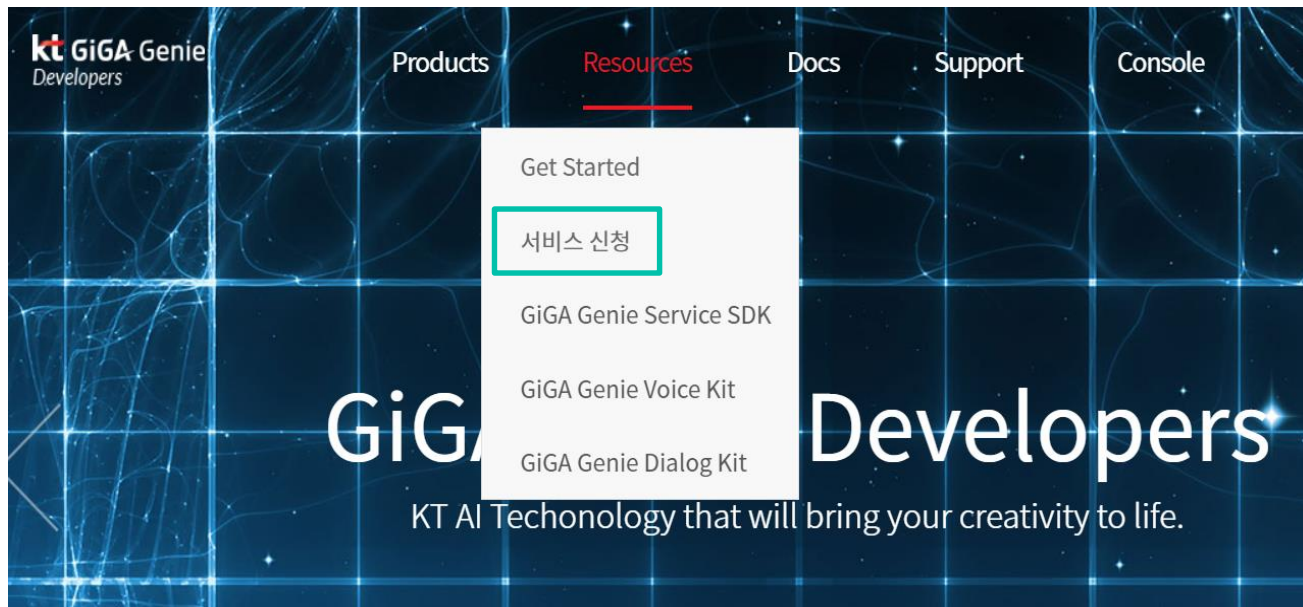 kt GiGA Genie
Developers
Products Resources Docs Support Console
Get Started
서비스 신청
GiGA Genie Service SDK
GiGA Genie Voice Kit
GiGA Genie Dialog Kit
GiG Developers
KT AI Techonology that will bring your creativity to life.